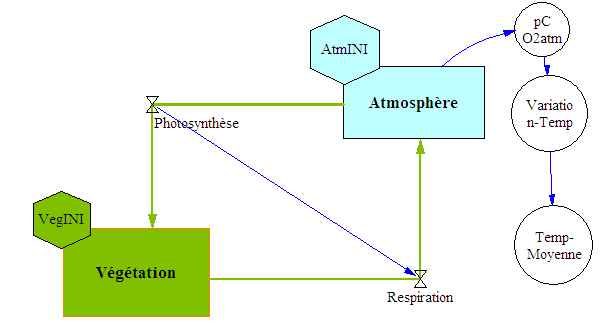 pC
O2atm
AtmINI
Atmosphère
Variatio
n-Temp
Photosynthèse
VegINI
Végétation
Temp-
Moyenne
Respiration